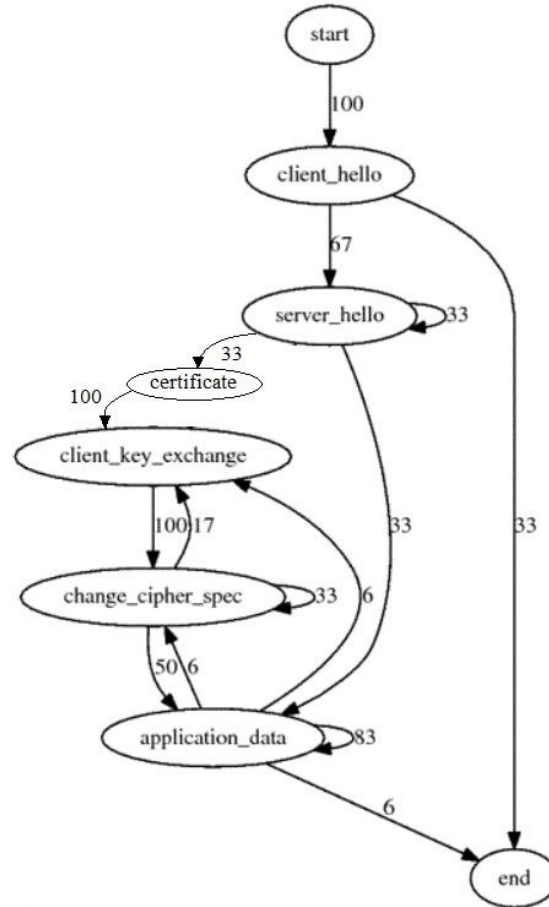 start
100
client_hello
67
server_hello
33
33
certificate
100
client_key_exchange
33
33
100
17
change_cipher_spec
33
6
50
6
application_data
83
6
end